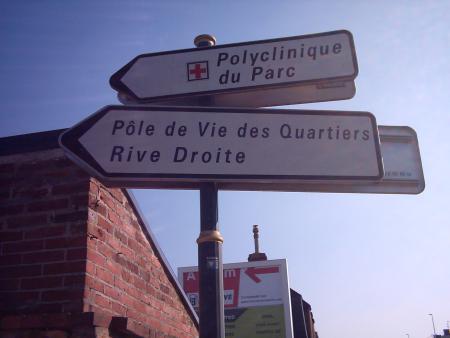 Polyclinique
du Parc
Pôle de Vie des Quartiers
Rive Droite